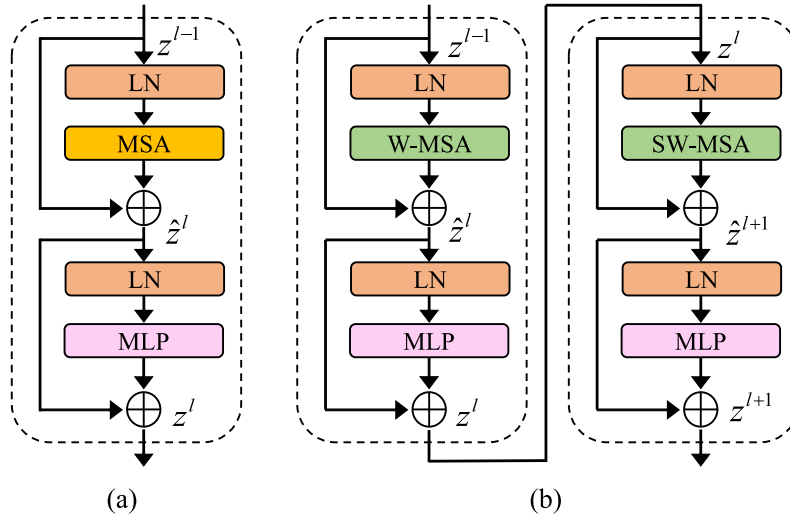 z^{l-1}
LN
MSA
ẑ^{l}
LN
MLP
z^{l}
(a)
z^{l-1}
LN
W-MSA
ẑ^{l}
LN
MLP
z^{l}
z^{l}
LN
SW-MSA
ẑ^{l+1}
LN
MLP
z^{l+1}
(b)